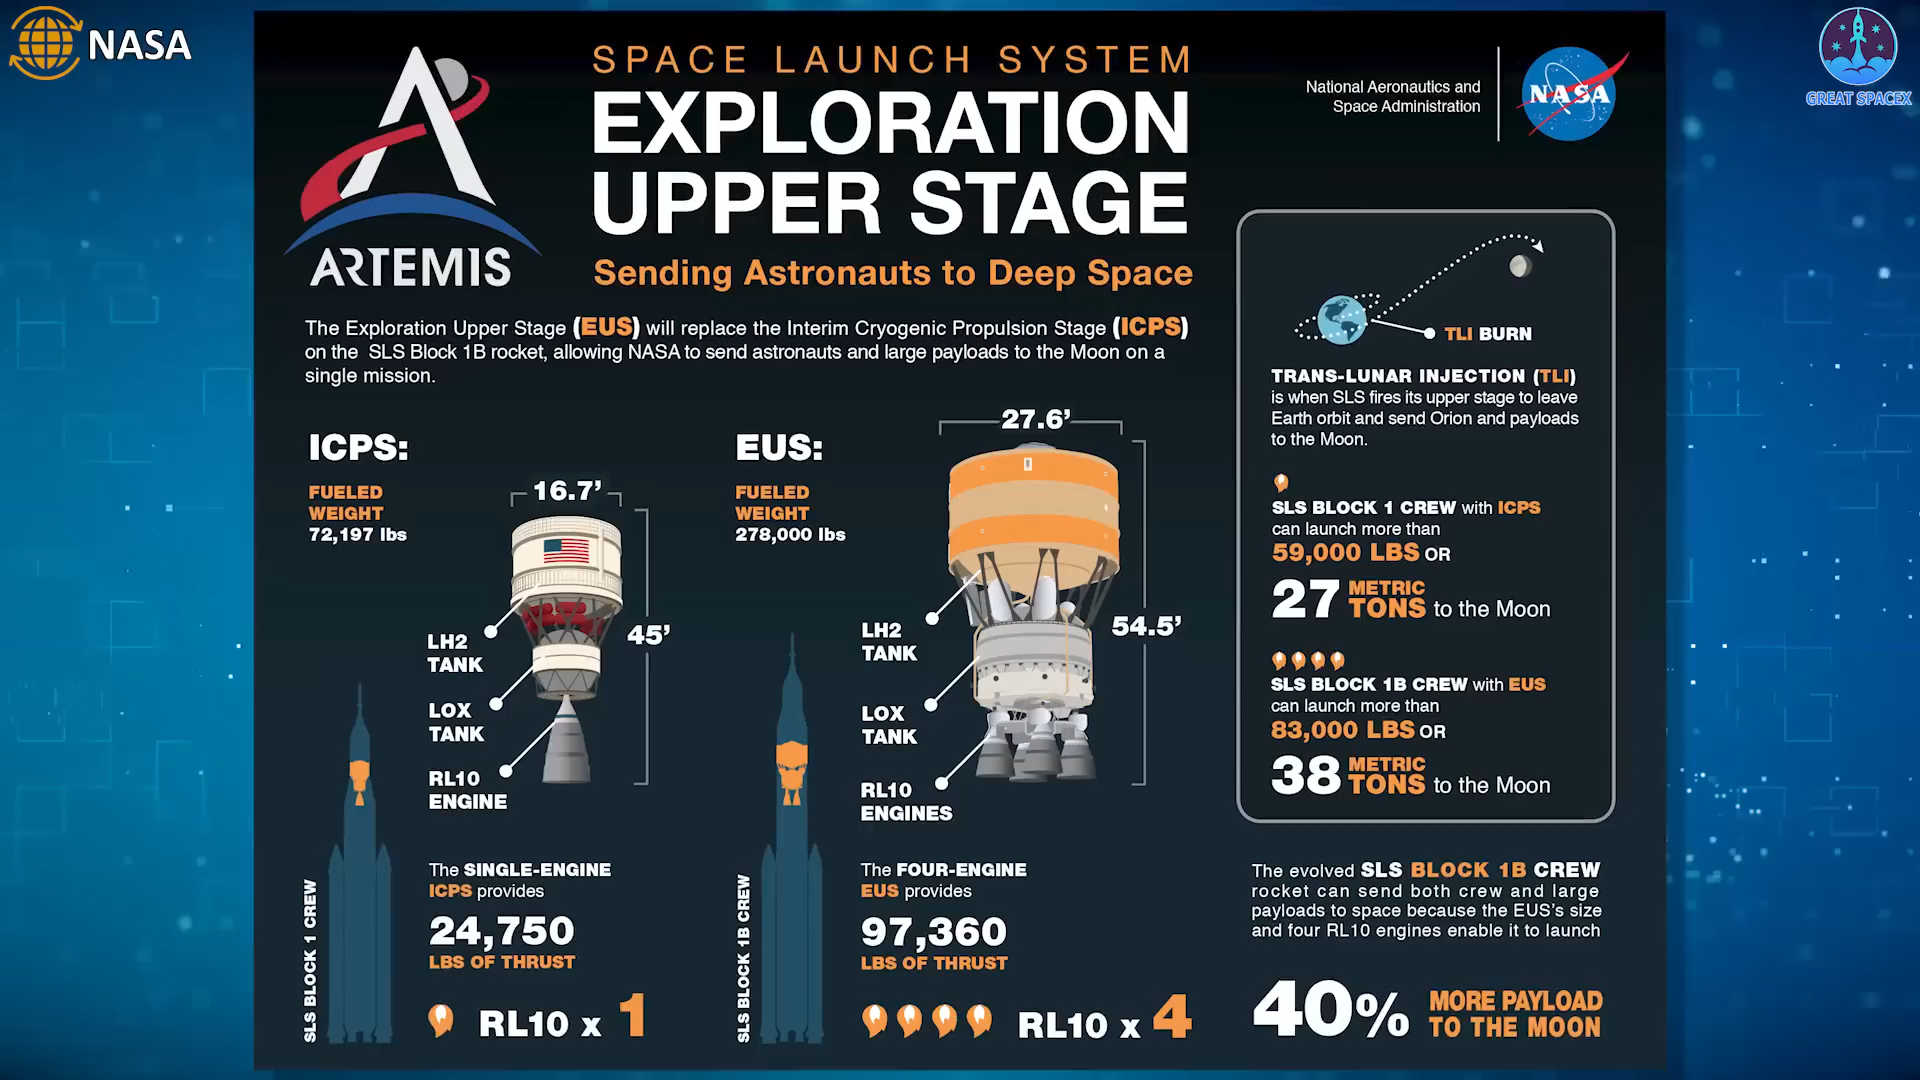 NASA
GREAT SPACEX
ARTEMIS
SPACE LAUNCH SYSTEM
EXPLORATION
UPPER STAGE
Sending Astronauts to Deep Space
National Aeronautics and
Space Administration
NASA
The Exploration Upper Stage (EUS) will replace the Interim Cryogenic Propulsion Stage (ICPS)
on the SLS Block 1B rocket, allowing NASA to send astronauts and large payloads to the Moon on a
single mission.
ICPS:
FUELED
WEIGHT
72,197 lbs
16.7’
45’
LH2
TANK
LOX
TANK
RL10
ENGINE
SLS BLOCK 1 CREW
The SINGLE-ENGINE
ICPS provides
24,750
LBS OF THRUST
RL10 x 1
EUS:
FUELED
WEIGHT
278,000 lbs
27.6’
54.5’
LH2
TANK
LOX
TANK
RL10
ENGINES
SLS BLOCK 1B CREW
The FOUR-ENGINE
EUS provides
97,360
LBS OF THRUST
RL10 x 4
TLI BURN
TRANS-LUNAR INJECTION (TLI)
is when SLS fires its upper stage to leave
Earth orbit and send Orion and payloads
to the Moon.
SLS BLOCK 1 CREW with ICPS
can launch more than
59,000 LBS OR
27 METRIC TONS to the Moon
SLS BLOCK 1B CREW with EUS
can launch more than
83,000 LBS OR
38 METRIC TONS to the Moon
The evolved SLS BLOCK 1B CREW
rocket can send both crew and large
payloads to space because the EUS’s size
and four RL10 engines enable it to launch
40% MORE PAYLOAD
TO THE MOON